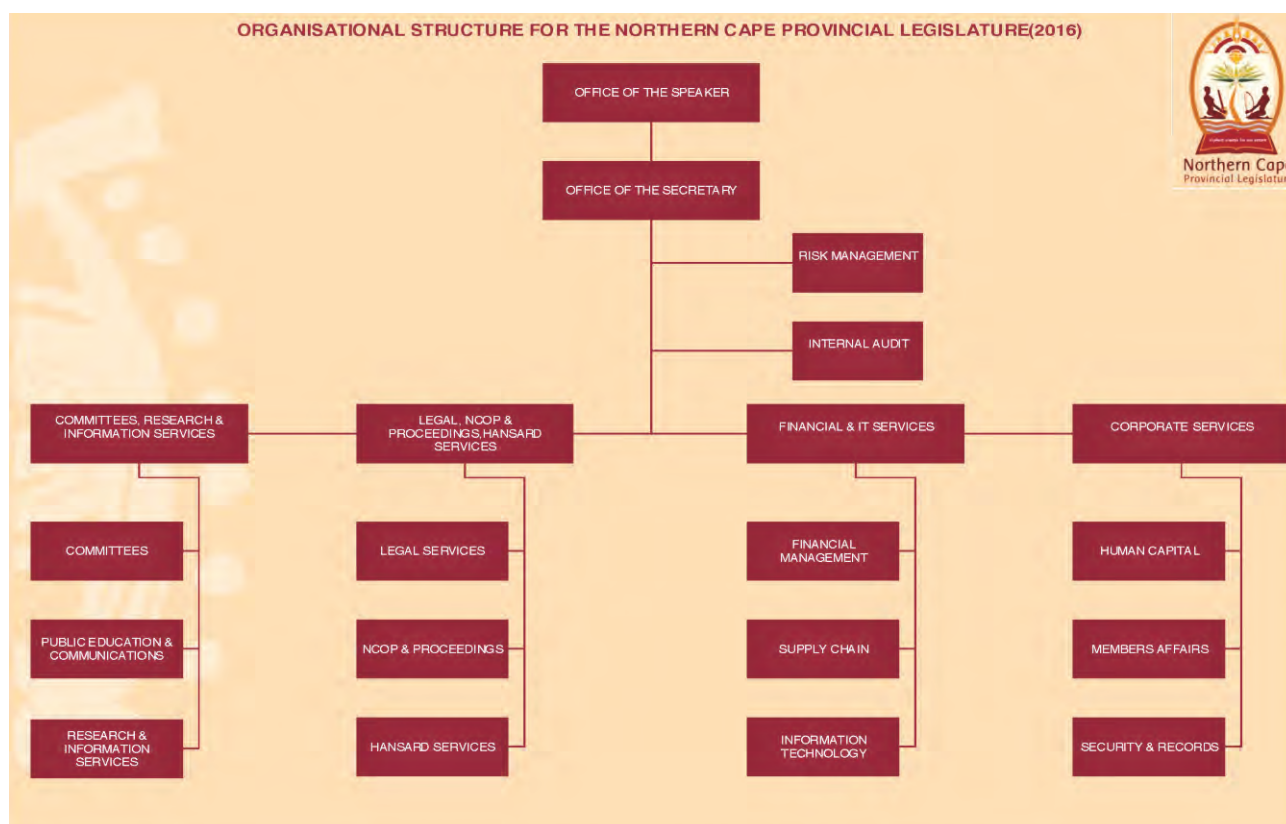 ORGANISATIONAL STRUCTURE FOR THE NORTHERN CAPE PROVINCIAL LEGISLATURE(2016)
Northern Cape
Provincial Legislatur
OFFICE OF THE SPEAKER
OFFICE OF THE SECRETARY
RISK MANAGEMENT
INTERNAL AUDIT
COMMITTEES, RESEARCH &
INFORMATION SERVICES
LEGAL, NCOP &
PROCEEDINGS,HANSARD
SERVICES
FINANCIAL & IT SERVICES
CORPORATE SERVICES
COMMITTEES
PUBLIC EDUCATION &
COMMUNICATIONS
RESEARCH &
INFORMATION
SERVICES
LEGAL SERVICES
NCOP & PROCEEDINGS
HANSARD SERVICES
FINANCIAL
MANAGEMENT
SUPPLY CHAIN
INFORMATION
TECHNOLOGY
HUMAN CAPITAL
MEMBERS AFFAIRS
SECURITY & RECORDS